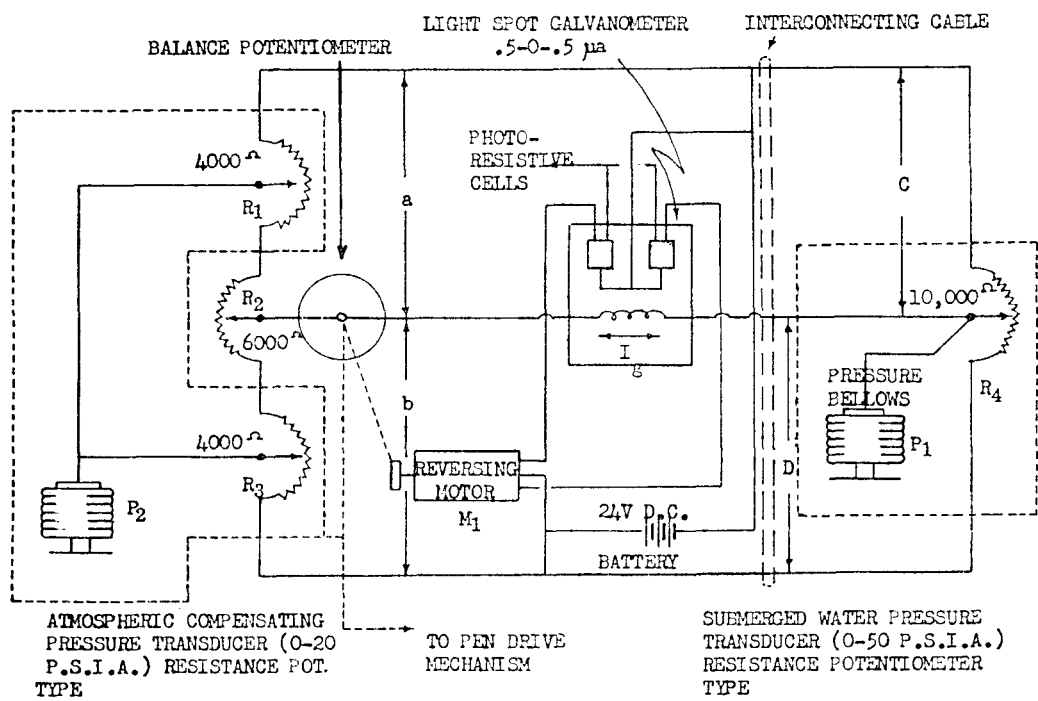 LIGHT SPOT GALVANOMETER
.5-0-.5 µa
INTERCONNECTING CABLE
BALANCE POTENTIOMETER
PHOTO-
RESISTIVE
CELLS
4000 Ω
R1
a
C
R2
6000 Ω
10,000 Ω
Ig
b
PRESSURE
BELLOWS
R4
P1
4000 Ω
R3
REVERSING
MOTOR
M1
D
P2
24V D.C.
BATTERY
ATMOSPHERIC COMPENSATING
PRESSURE TRANSDUCER (0-20
P.S.I.A.) RESISTANCE POT.
TYPE
TO PEN DRIVE
MECHANISM
SUBMERGED WATER PRESSURE
TRANSDUCER (0-50 P.S.I.A.)
RESISTANCE POTENTIOMETER
TYPE